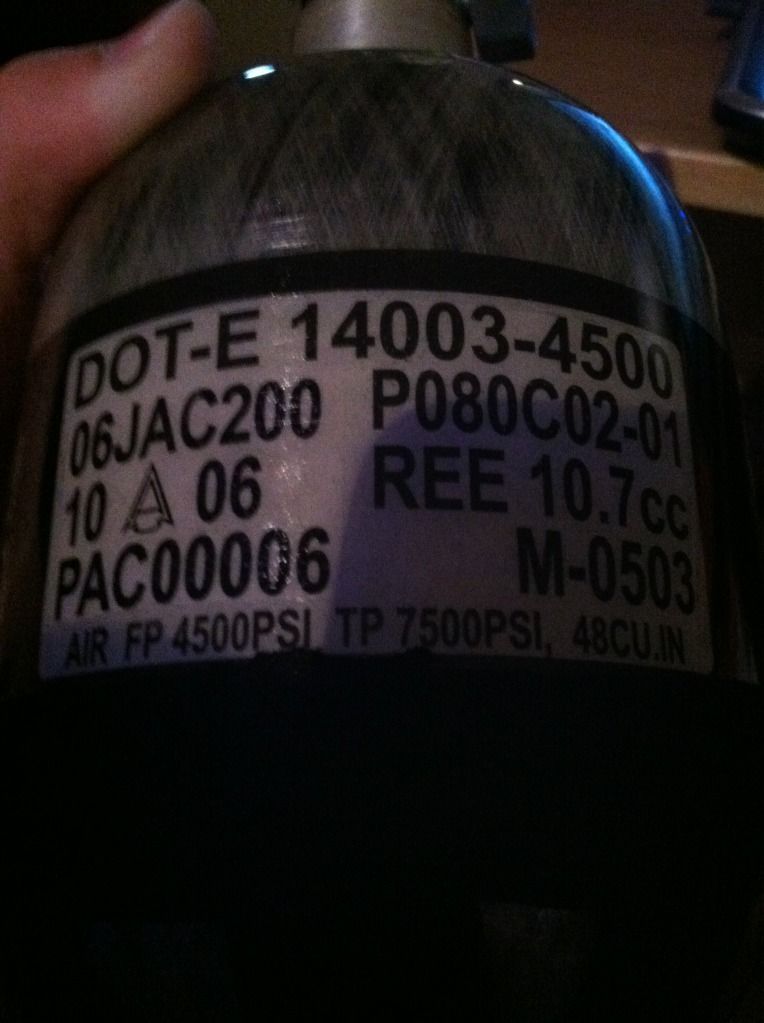 DOT-E 14003-4500
06JAC200 P080C02-01
10 06 REE 10.7cc
PAC00006 M-0503
AIR FP 4500PSI, TP 7500PSI, 48CU.IN